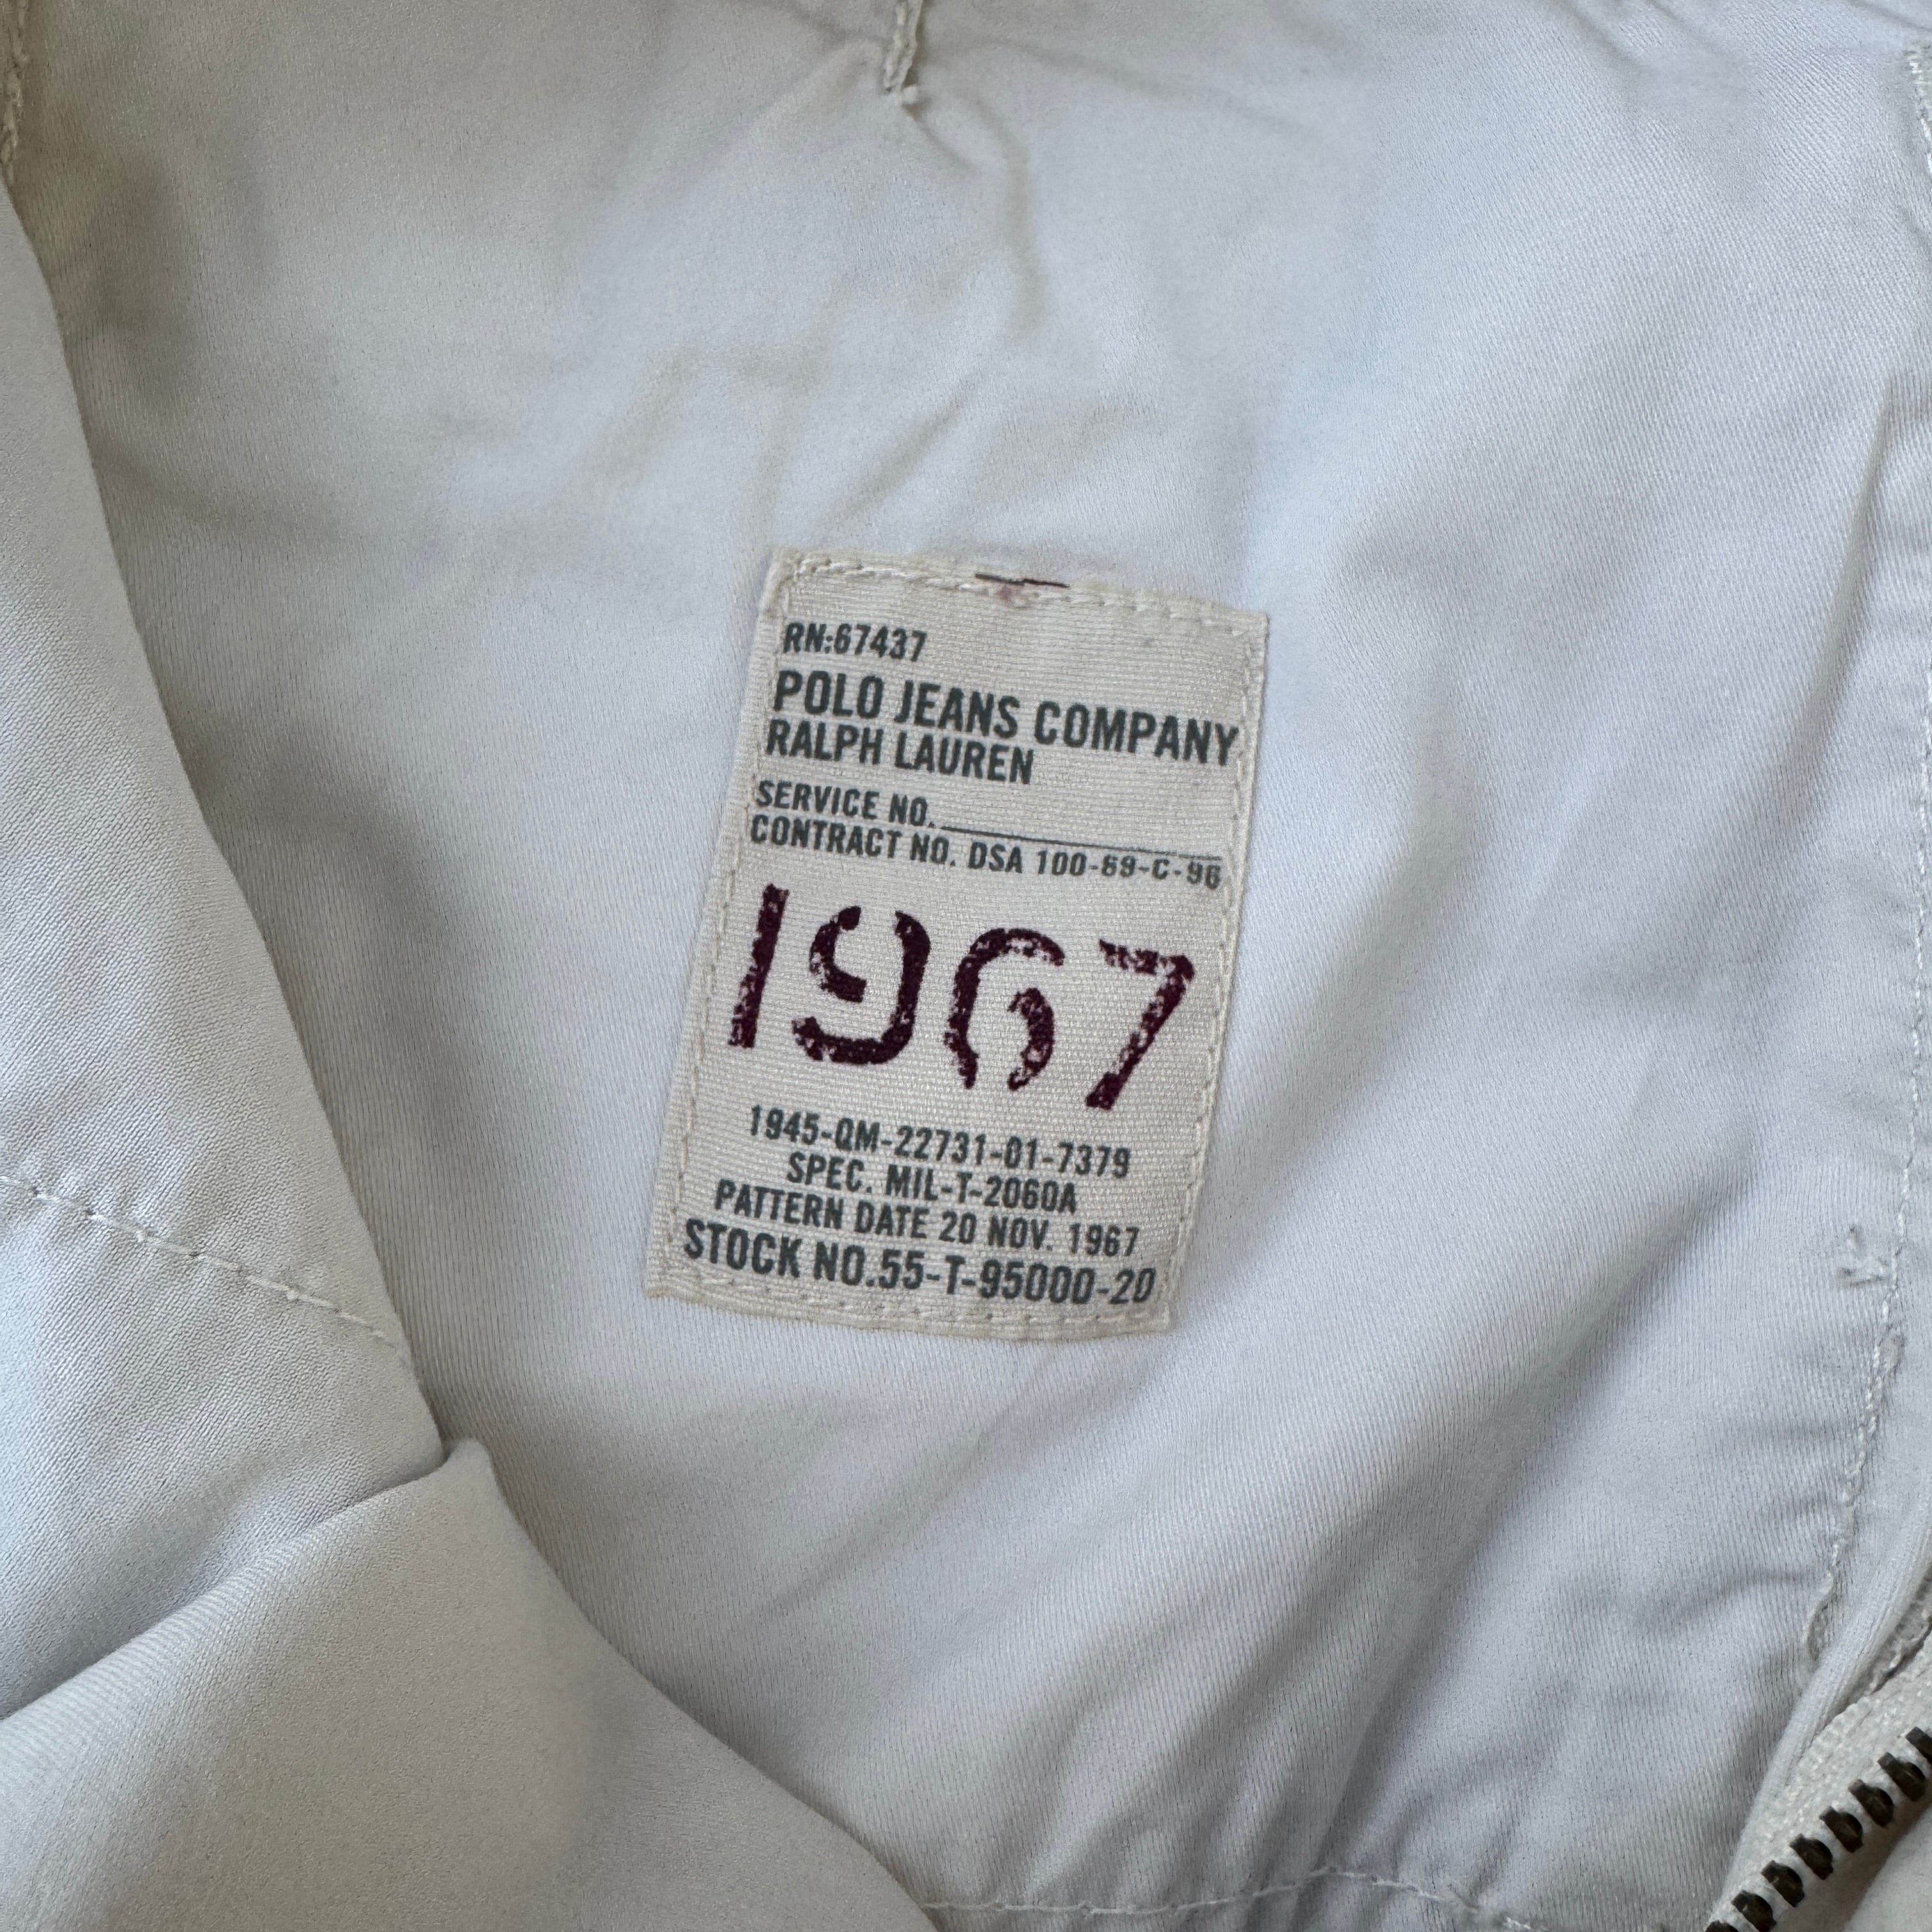 RN:67437
POLO JEANS COMPANY
RALPH LAUREN
SERVICE NO.
CONTRACT NO. DSA 100-69-C-96
1967
1945-QM-22731-01-7379
SPEC. MIL-T-2060A
PATTERN DATE 20 NOV. 1967
STOCK NO.55-T-95000-20